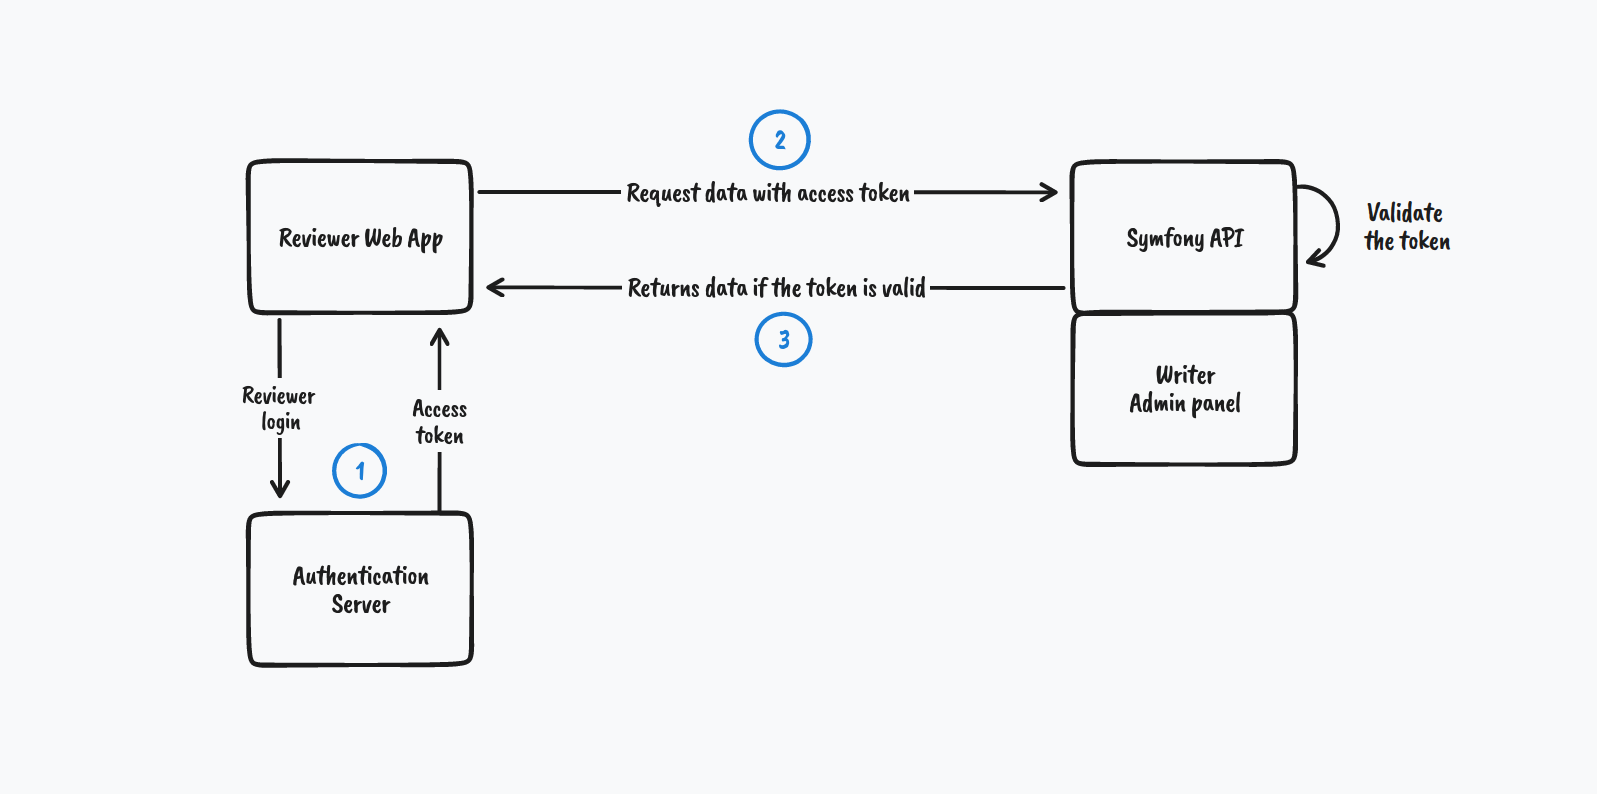 2
Request data with access token
Reviewer Web App
Symfony API
Validate
the token
Returns data if the token is valid
3
Writer
Admin panel
Reviewer
login
Access
token
1
Authentication
Server